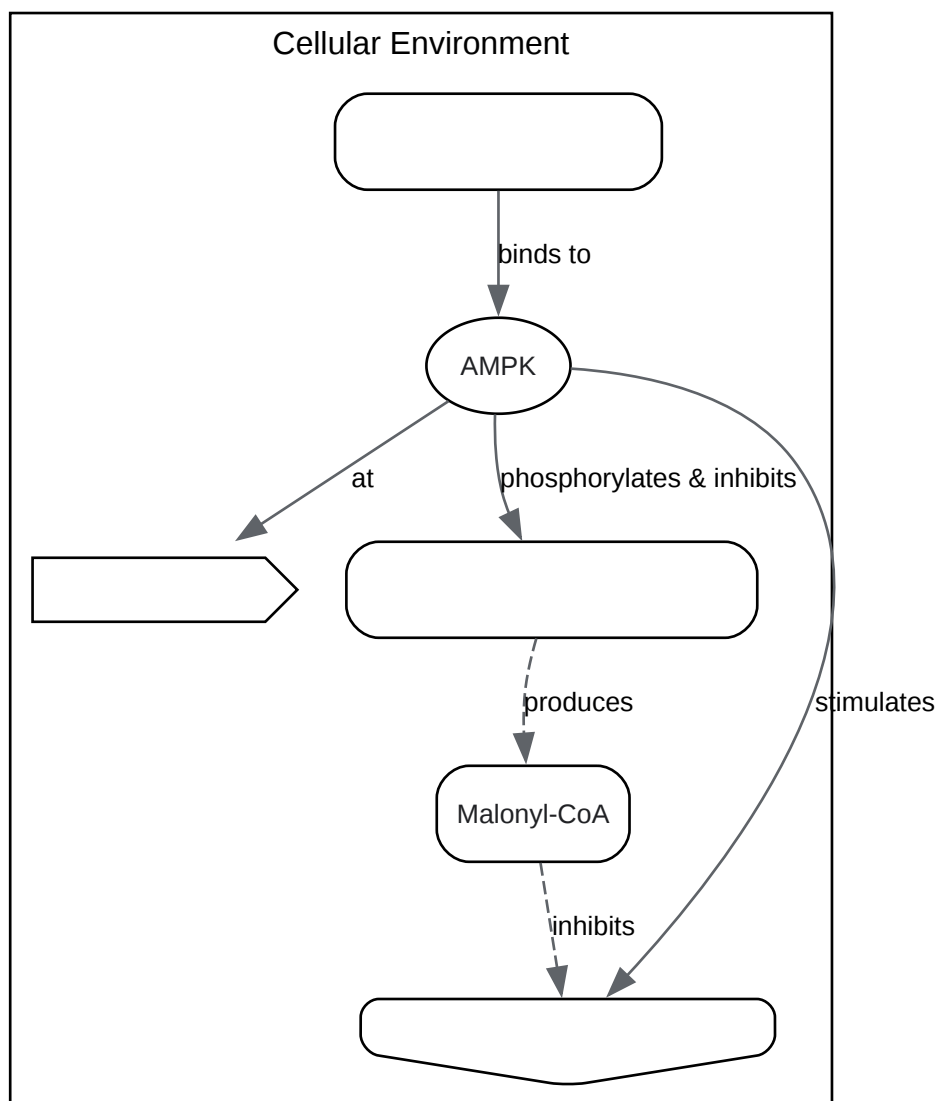 Cellular Environment
binds to
AMPK
at
phosphorylates & inhibits
produces
stimulates
Malonyl-CoA
inhibits